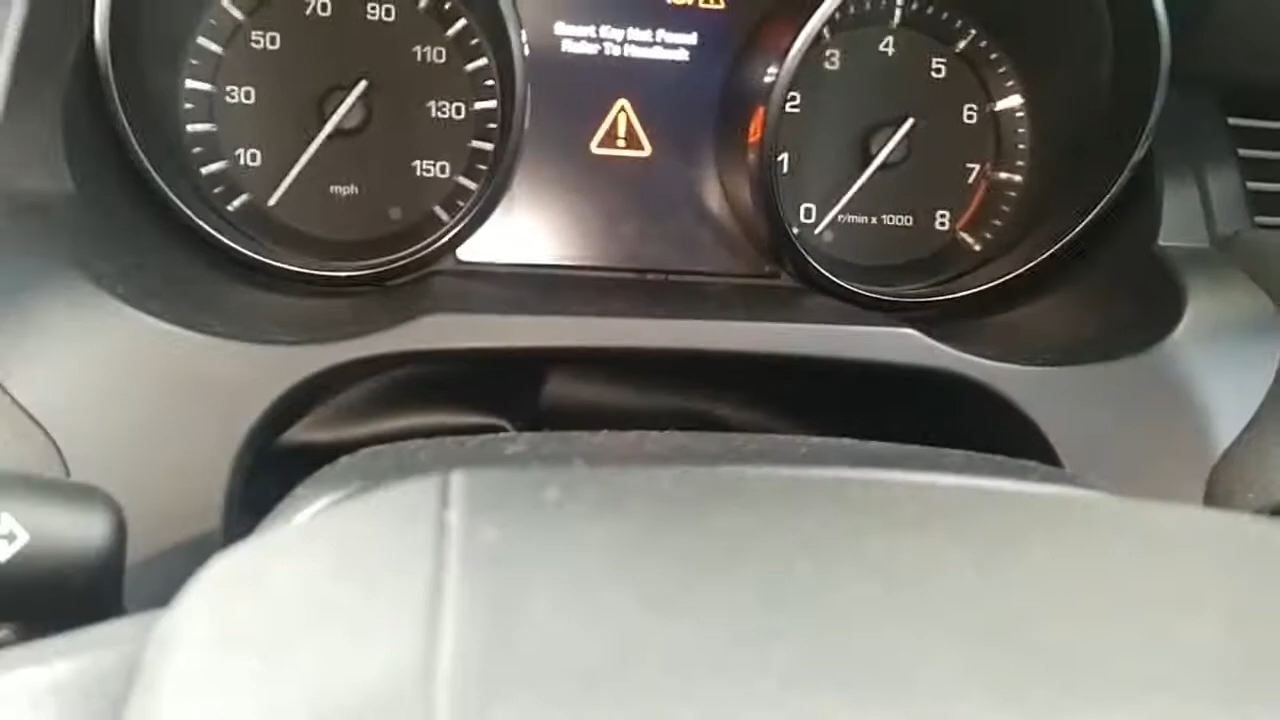 70 90
50 110
30 130
10 150
mph
Smart Key Not Found
Refer To Handbook
4
3 5
2 6
1 7
0 8
r/min x 1000